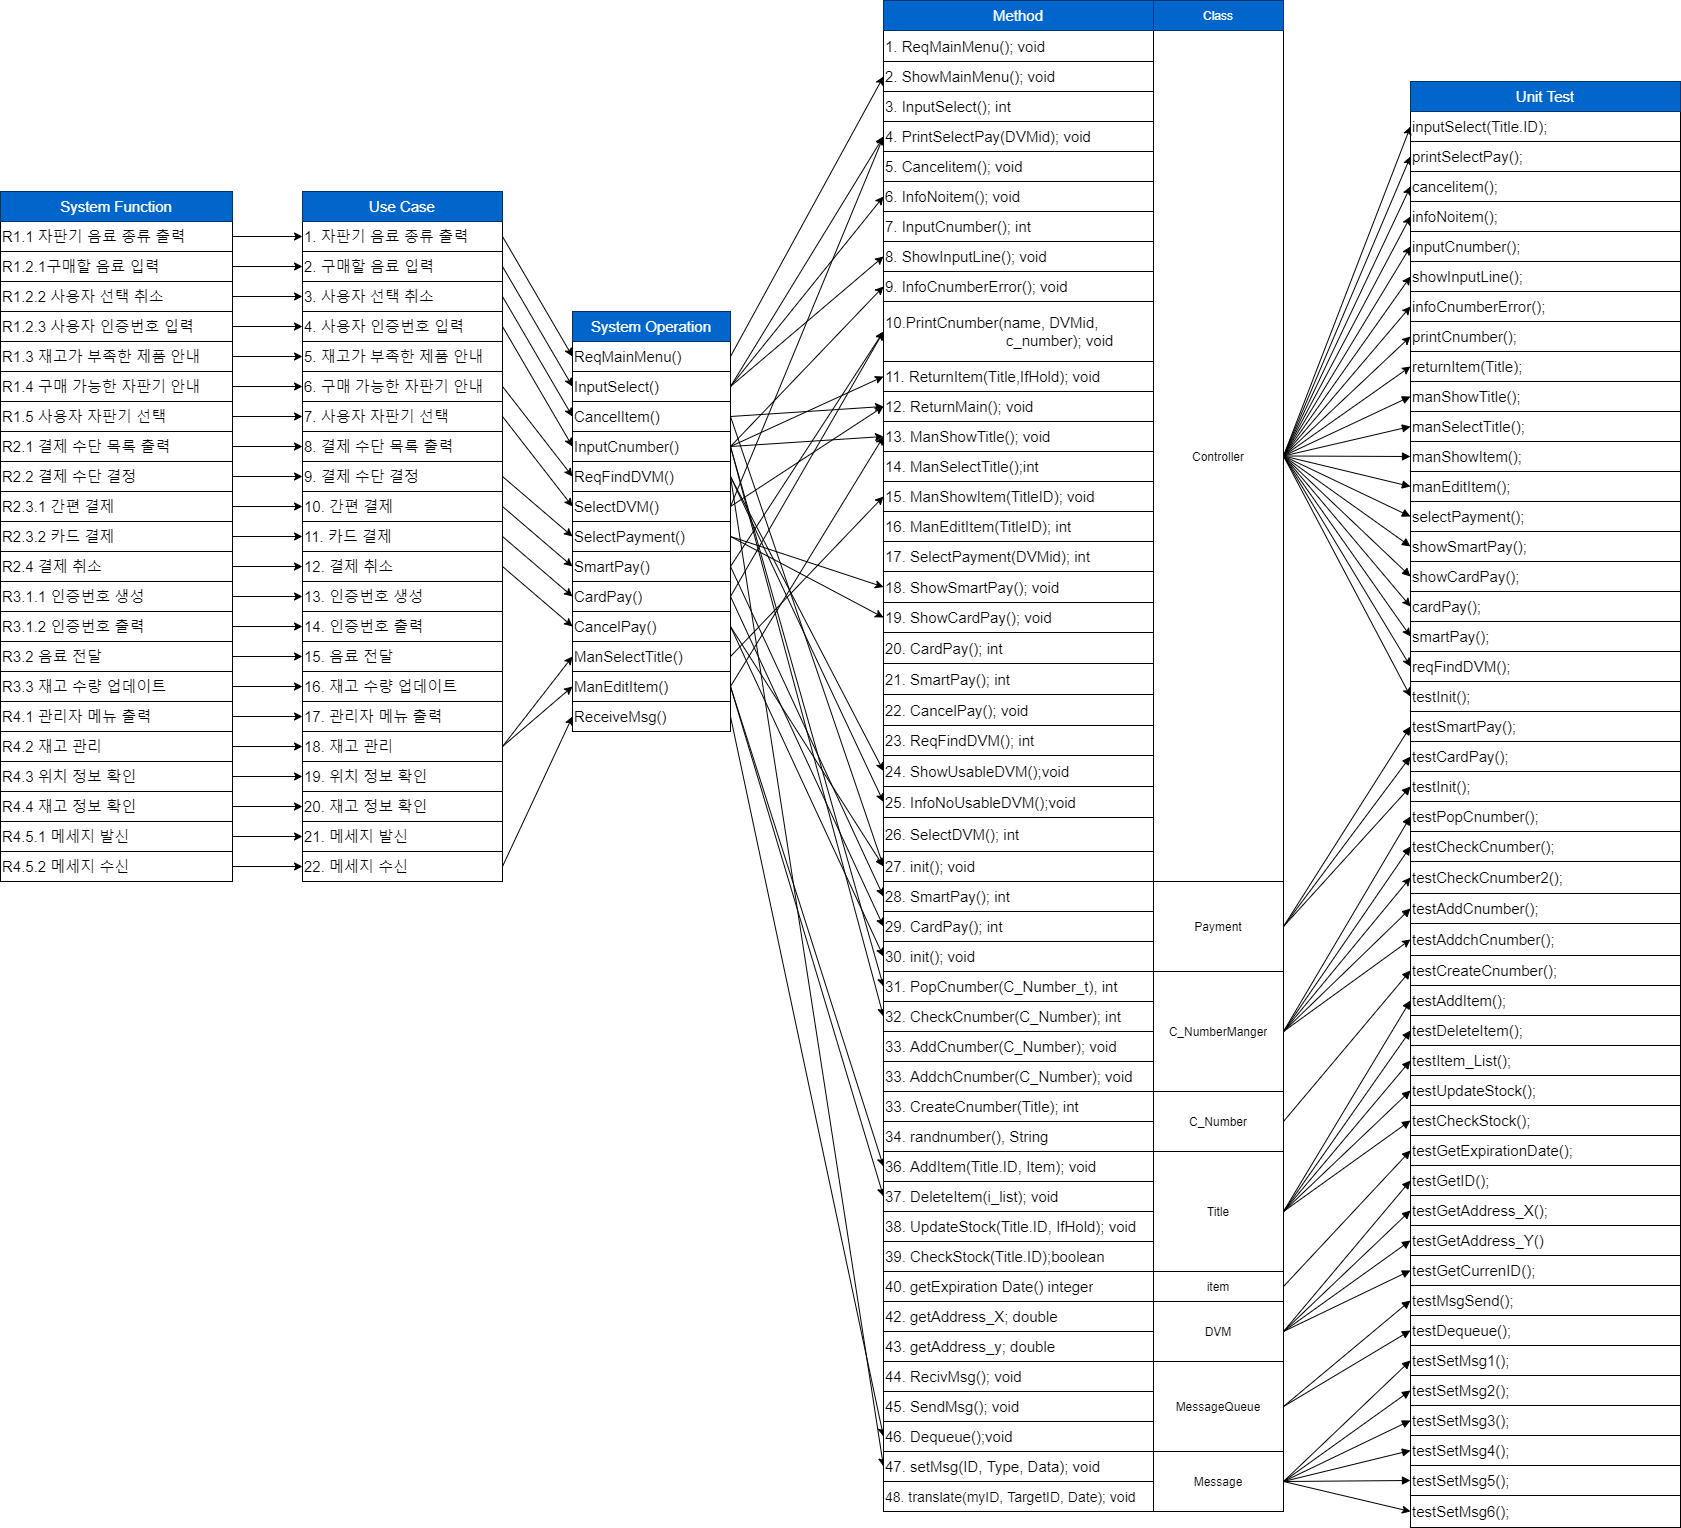 System Function
R1.1 자판기 음료 종류 출력
R1.2.1구매할 음료 입력
R1.2.2 사용자 선택 취소
R1.2.3 사용자 인증번호 입력
R1.3 재고가 부족한 제품 안내
R1.4 구매 가능한 자판기 안내
R1.5 사용자 자판기 선택
R2.1 결제 수단 목록 출력
R2.2 결제 수단 결정
R2.3.1 간편 결제
R2.3.2 카드 결제
R2.4 결제 취소
R3.1.1 인증번호 생성
R3.1.2 인증번호 출력
R3.2 음료 전달
R3.3 재고 수량 업데이트
R4.1 관리자 메뉴 출력
R4.2 재고 관리
R4.3 위치 정보 확인
R4.4 재고 정보 확인
R4.5.1 메세지 발신
R4.5.2 메세지 수신
Use Case
1. 자판기 음료 종류 출력
2. 구매할 음료 입력
3. 사용자 선택 취소
4. 사용자 인증번호 입력
5. 재고가 부족한 제품 안내
6. 구매 가능한 자판기 안내
7. 사용자 자판기 선택
8. 결제 수단 목록 출력
9. 결제 수단 결정
10. 간편 결제
11. 카드 결제
12. 결제 취소
13. 인증번호 생성
14. 인증번호 출력
15. 음료 전달
16. 재고 수량 업데이트
17. 관리자 메뉴 출력
18. 재고 관리
19. 위치 정보 확인
20. 재고 정보 확인
21. 메세지 발신
22. 메세지 수신
System Operation
ReqMainMenu()
InputSelect()
CancelItem()
InputCnumber()
ReqFindDVM()
SelectDVM()
SelectPayment()
SmartPay()
CardPay()
CancelPay()
ManSelectTitle()
ManEditItem()
ReceiveMsg()
Method
1. ReqMainMenu(); void
2. ShowMainMenu(); void
3. InputSelect(); int
4. PrintSelectPay(DVMid); void
5. Cancelitem(); void
6. InfoNoitem(); void
7. InputCnumber(); int
8. ShowInputLine(); void
9. InfoCnumberError(); void
10.PrintCnumber(name, DVMid,
c_number); void
11. ReturnItem(Title,IfHold); void
12. ReturnMain(); void
13. ManShowTitle(); void
14. ManSelectTitle();int
15. ManShowItem(TitleID); void
16. ManEditItem(TitleID); int
17. SelectPayment(DVMid); int
18. ShowSmartPay(); void
19. ShowCardPay(); void
20. CardPay(); int
21. SmartPay(); int
22. CancelPay(); void
23. ReqFindDVM(); int
24. ShowUsableDVM();void
25. InfoNoUsableDVM();void
26. SelectDVM(); int
27. init(); void
28. SmartPay(); int
29. CardPay(); int
30. init(); void
31. PopCnumber(C_Number_t), int
32. CheckCnumber(C_Number); int
33. AddCnumber(C_Number); void
33. AddchCnumber(C_Number); void
33. CreateCnumber(Title); int
34. randnumber(), String
36. AddItem(Title.ID, Item); void
37. DeleteItem(i_list); void
38. UpdateStock(Title.ID, IfHold); void
39. CheckStock(Title.ID);boolean
40. getExpiration Date() integer
42. getAddress_X; double
43. getAddress_y; double
44. RecivMsg(); void
45. SendMsg(); void
46. Dequeue();void
47. setMsg(ID, Type, Data); void
48. translate(myID, TargetID, Date); void
Class
Controller
Payment
C_NumberManger
C_Number
Title
item
DVM
MessageQueue
Message
Unit Test
inputSelect(Title.ID);
printSelectPay();
cancelitem();
infoNoitem();
inputCnumber();
showInputLine();
infoCnumberError();
printCnumber();
returnItem(Title);
manShowTitle();
manSelectTitle();
manShowItem();
manEditItem();
selectPayment();
showSmartPay();
showCardPay();
cardPay();
smartPay();
reqFindDVM();
testInit();
testSmartPay();
testCardPay();
testInit();
testPopCnumber();
testCheckCnumber();
testCheckCnumber2();
testAddCnumber();
testAddchCnumber();
testCreateCnumber();
testAddItem();
testDeleteItem();
testItem_List();
testUpdateStock();
testCheckStock();
testGetExpirationDate();
testGetID();
testGetAddress_X();
testGetAddress_Y()
testGetCurrenID();
testMsgSend();
testDequeue();
testSetMsg1();
testSetMsg2();
testSetMsg3();
testSetMsg4();
testSetMsg5();
testSetMsg6();